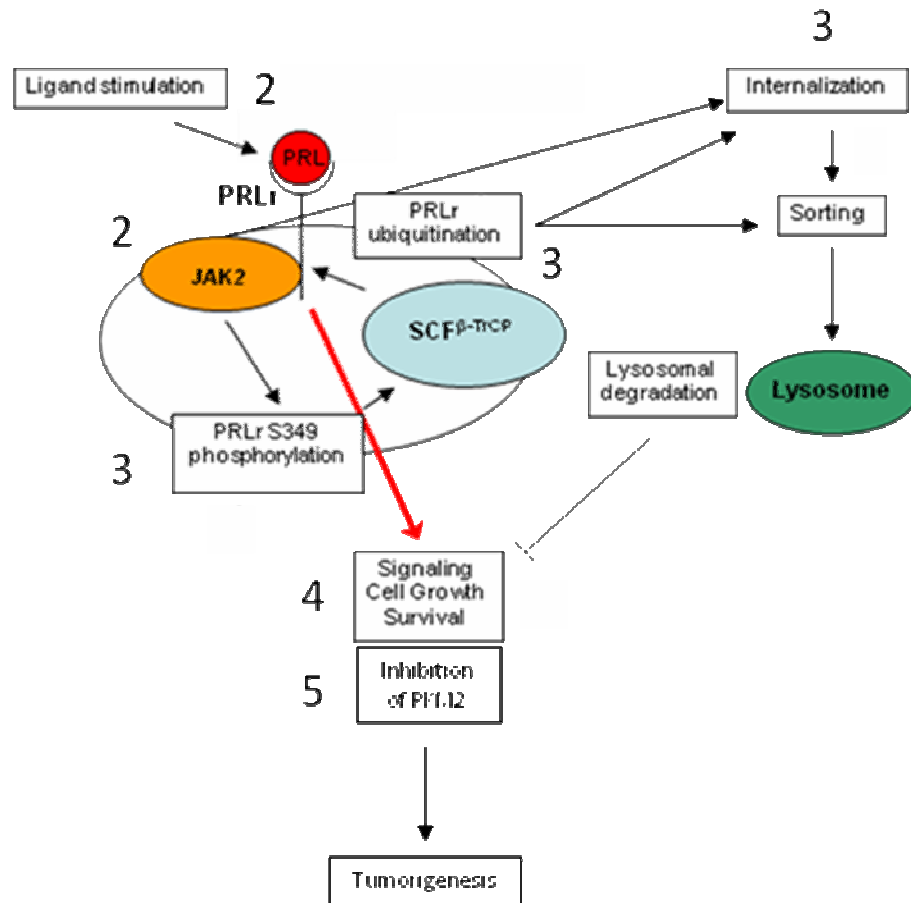 3
Ligand stimulation
2
Internalization
PRL
PRLr
PRLr
ubiquitination
Sorting
2
JAK2
3
SCFβ-TrCP
Lysosomal
degradation
Lysosome
PRLr S349
phosphorylation
3
4
Signaling
Cell Growth
Survival
5
Inhibition
of
Tumorigenesis